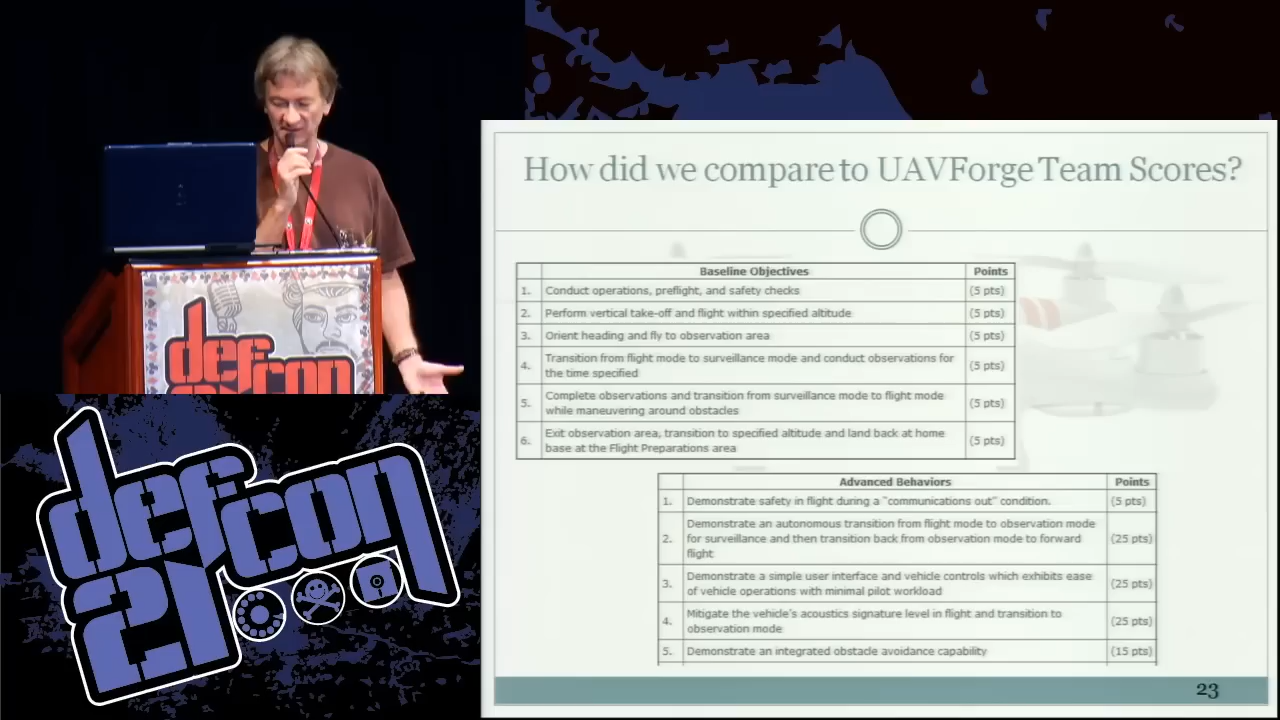 How did we compare to UAVForge Team Scores?
Baseline Objectives Points
1. Conduct operations, preflight, and safety checks (5 pts)
2. Perform vertical take-off and flight within specified altitude (5 pts)
3. Orient heading and fly to observation area (5 pts)
4. Transition from flight mode to surveillance mode and conduct observations for
the time specified (5 pts)
5. Complete observations and transition from surveillance mode to flight mode
while maneuvering around obstacles (5 pts)
6. Exit observation area, transition to specified altitude and land back at home
base at the Flight Preparations area (5 pts)
Advanced Behaviors Points
1. Demonstrate safety in flight during a "communications out" condition. (5 pts)
2. Demonstrate an autonomous transition from flight mode to observation mode
for surveillance and then transition back from observation mode to forward
flight (25 pts)
3. Demonstrate a simple user interface and vehicle controls which exhibits ease
of vehicle operations with minimal pilot workload (25 pts)
4. Mitigate the vehicle's acoustics signature level in flight and transition to
observation mode (25 pts)
5. Demonstrate an integrated obstacle avoidance capability (15 pts)
23
defcon
defcon
21